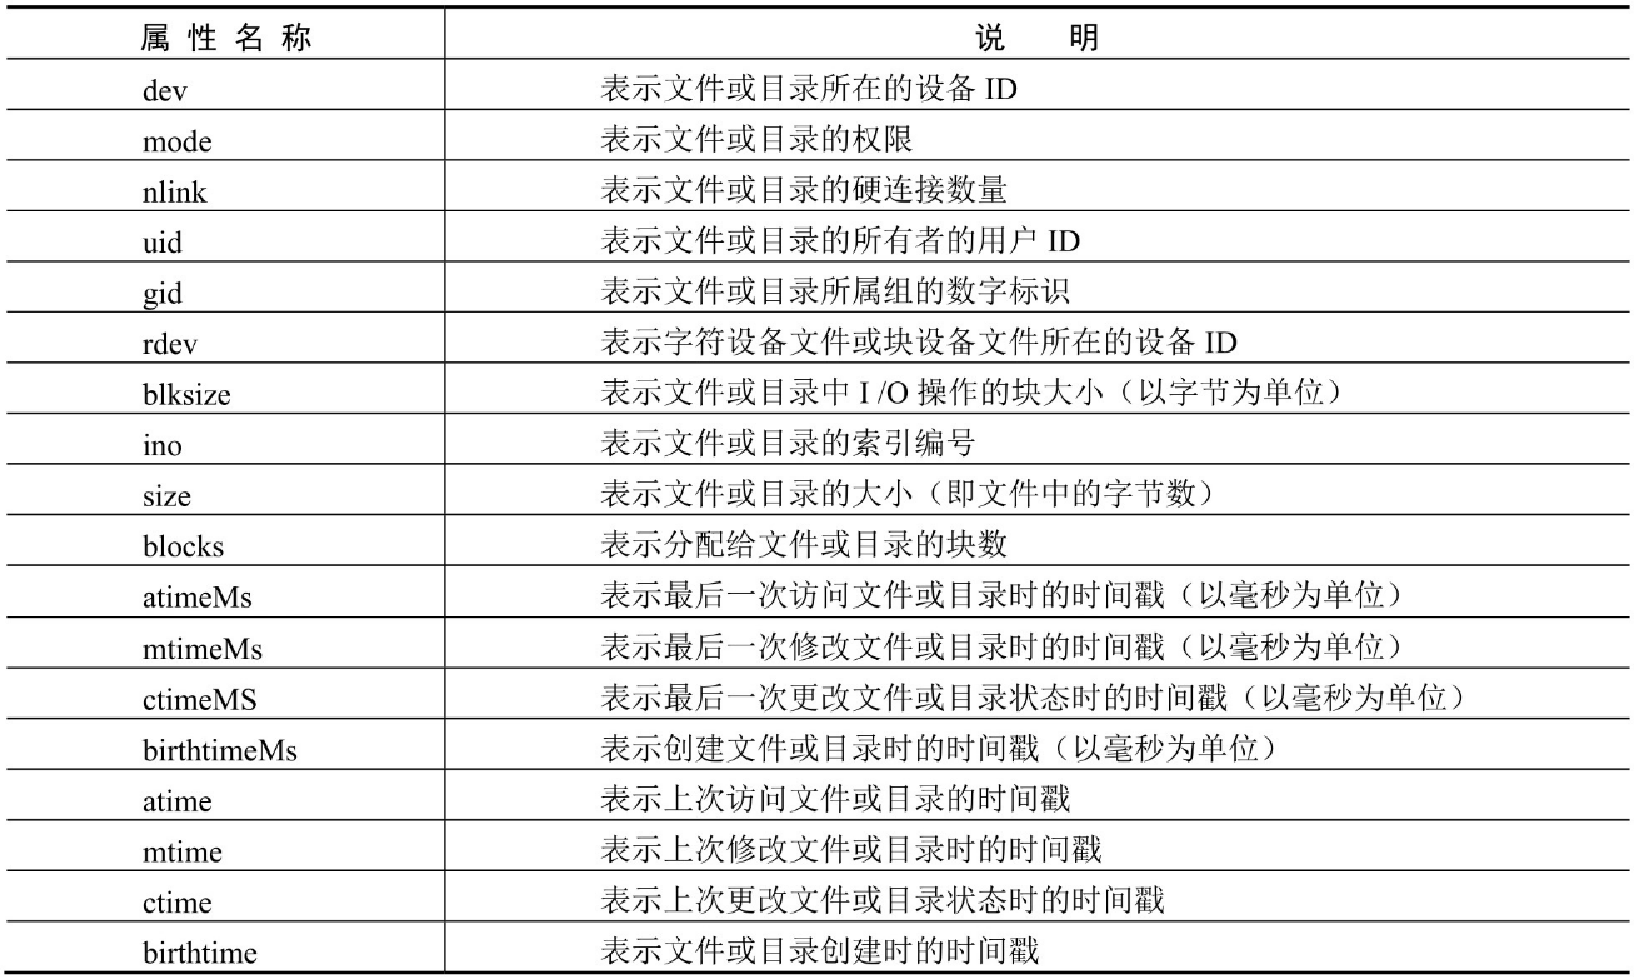 属性名称 说明
dev 表示文件或目录所在的设备 ID
mode 表示文件或目录的权限
nlink 表示文件或目录的硬连接数量
uid 表示文件或目录的所有者的用户 ID
gid 表示文件或目录所属组的数字标识
rdev 表示字符设备文件或块设备文件所在的设备 ID
blksize 表示文件或目录中 I /O 操作的块大小（以字节为单位）
ino 表示文件或目录的索引编号
size 表示文件或目录的大小（即文件中的字节数）
blocks 表示分配给文件或目录的块数
atimeMs 表示最后一次访问文件或目录时的时间戳（以毫秒为单位）
mtimeMs 表示最后一次修改文件或目录时的时间戳（以毫秒为单位）
ctimeMS 表示最后一次更改文件或目录状态时的时间戳（以毫秒为单位）
birthtimeMs 表示创建文件或目录时的时间戳（以毫秒为单位）
atime 表示上次访问文件或目录的时间戳
mtime 表示上次修改文件或目录时的时间戳
ctime 表示上次更改文件或目录状态时的时间戳
birthtime 表示文件或目录创建时的时间戳